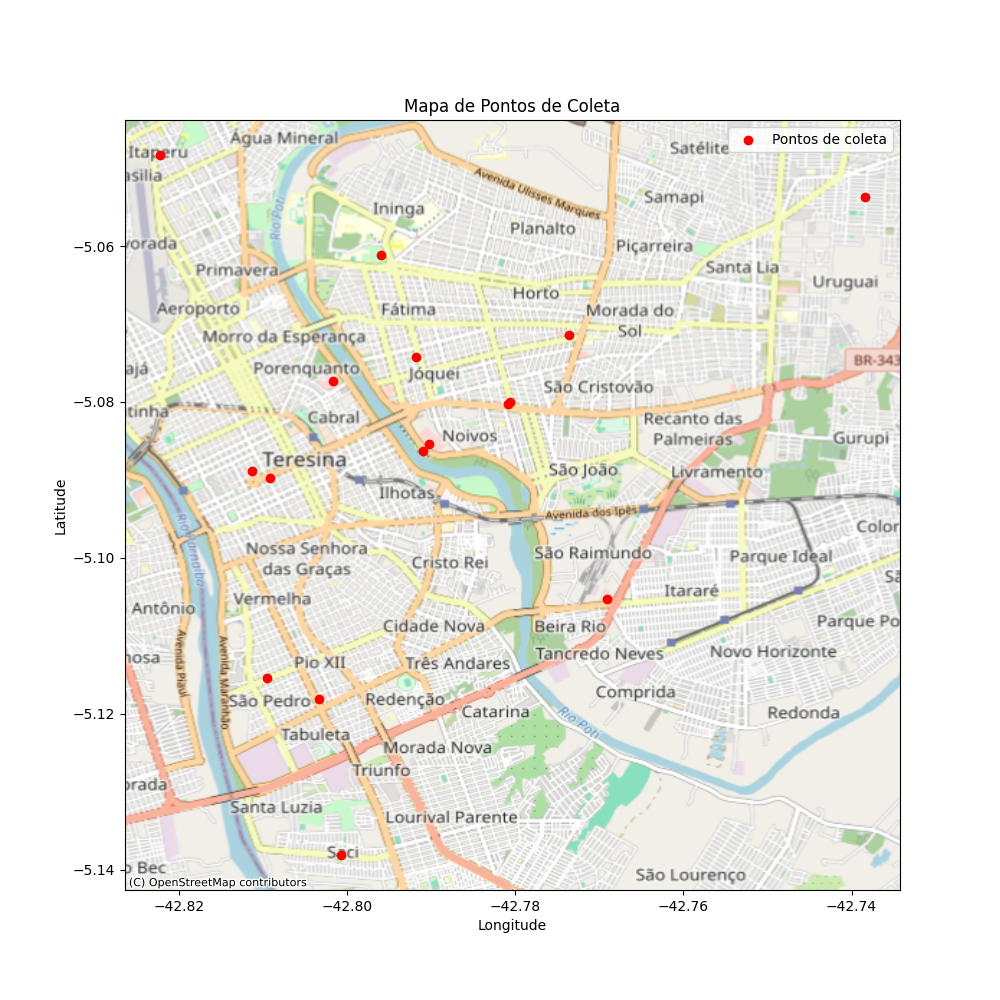 Mapa de Pontos de Coleta
Pontos de coleta
Água Mineral
Itaperu
asilia
Satélite
Avenida Ulisses Marques
Samapi
Ininga
Rio Poti
Planalto
vorada
Piçarreira
Primavera
Santa Lia
Uruguai
Horto
Aeroporto
Fátima
Morada do
Sol
Morro da Esperança
BR-343
Porenquanto
ajá
Jóquei
São Cristovão
tinha
Cabral
Recanto das
Palmeiras
Noivos
Gurupi
Teresina
São João
Livramento
Ilhotas
Avenida dos Ipês
Rio Parnaíba
Color
Nossa Senhora
das Graças
São Raimundo
Parque Ideal
Cristo Rei
Sa
Itararé
Vermelha
Antônio
Cidade Nova
Beira Rio
Parque Po
Avenida Piauí
Avenida Maranhão
nosa
Pio XII
Três Andares
Tancredo Neves
Novo Horizonte
São Pedro
Redenção
Comprida
Catarina
Redonda
Rio Poti
Tabuleta
Morada Nova
Triunfo
orada
Santa Luzia
Lourival Parente
Saci
o Bec
São Lourenço
(C) OpenStreetMap contributors
−5.06
−5.08
−5.10
−5.12
−5.14
Latitude
−42.82
−42.80
−42.78
−42.76
−42.74
Longitude